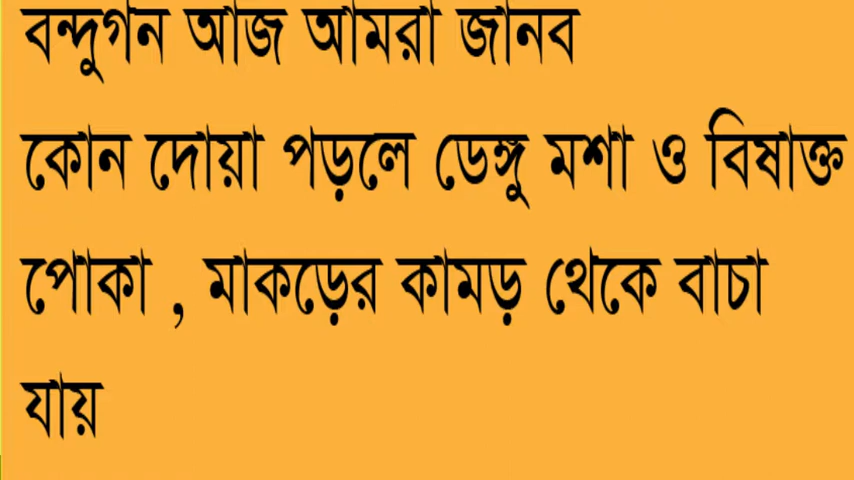 বন্দুগন আজ আমরা জানব
কোন দোয়া পড়লে ডেঙ্গু মশা ও বিষাক্ত
পোকা , মাকড়ের কামড় থেকে বাচা
যায়